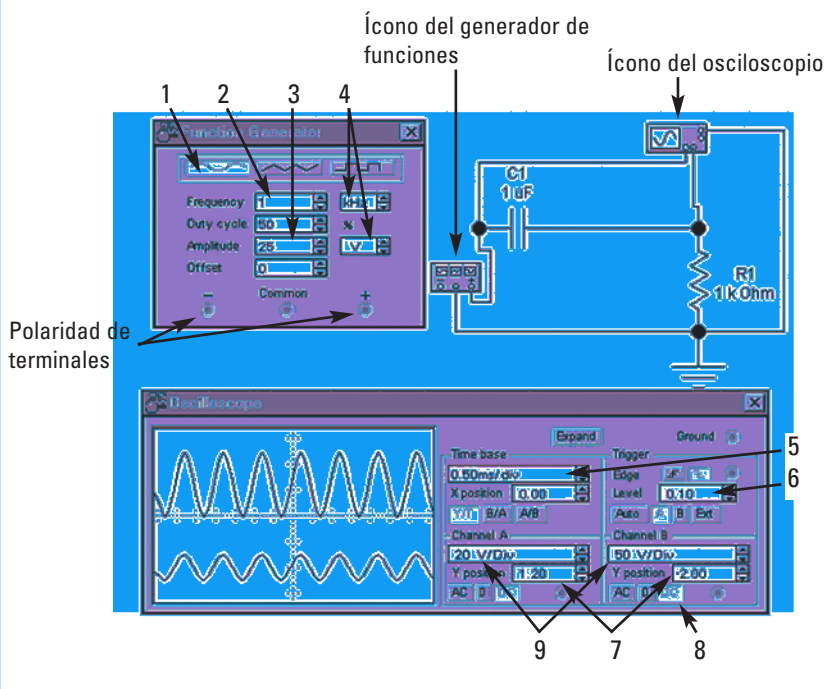 Ícono del generador de
funciones
Ícono del osciloscopio
1 2 3 4
Function Generator
Frequency 1 kHz
Duty cycle 50 %
Amplitude 25 V
Offset 0
- Common +
Polaridad de
terminales
C1
1 uF
R1
1 k Ohm
Oscilloscope
Expand Ground
Time base Trigger
0.50ms/div Edge
X position 0.00 Level 0.10
Y/T B/A A/B Auto A B Ext
Channel A Channel B
20 V/Div 50 V/Div
Y position 1.20 Y position -2.00
AC 0 DC AC 0 DC
5
6
9 7 8